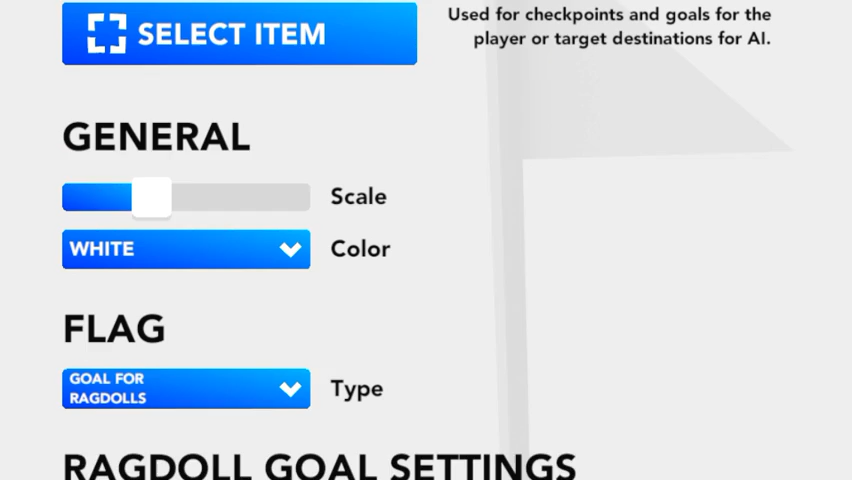 SELECT ITEM
Used for checkpoints and goals for the
player or target destinations for AI.
GENERAL
Scale
WHITE
Color
FLAG
GOAL FOR
RAGDOLLS
Type
RAGDOLL GOAL SETTINGS